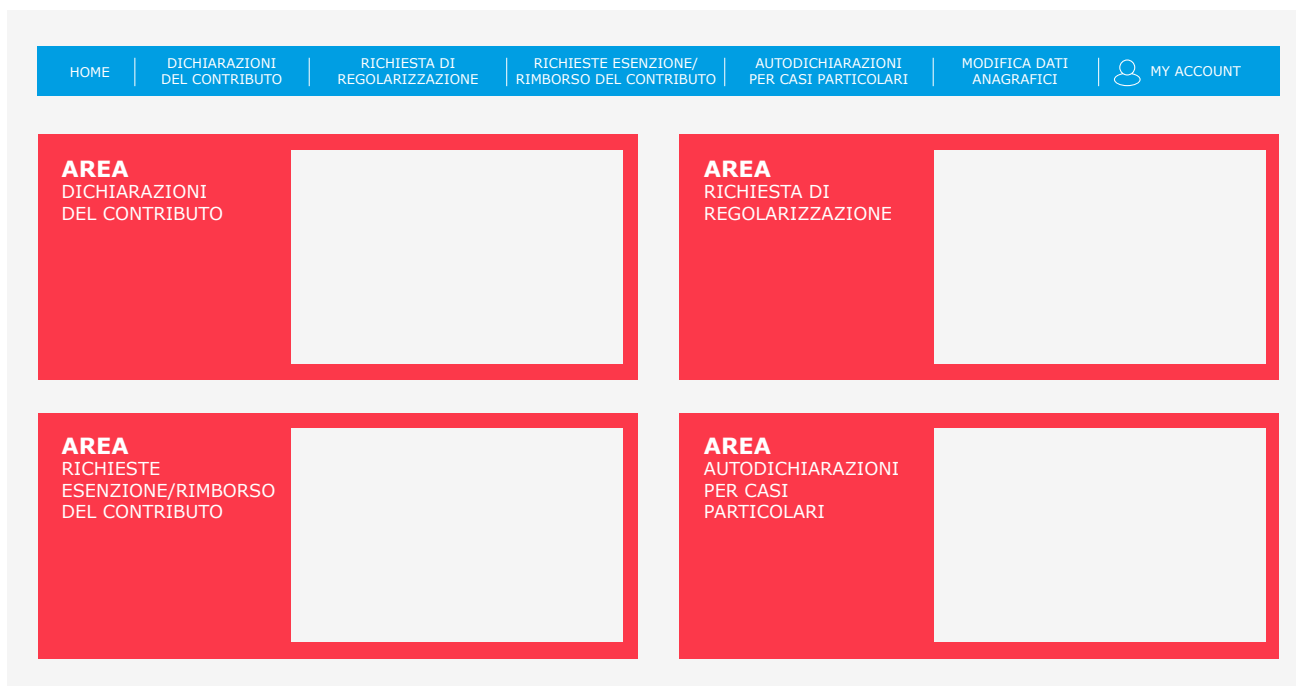 HOME
DICHIARAZIONI
DEL CONTRIBUTO
RICHIESTA DI
REGOLARIZZAZIONE
RICHIESTE ESENZIONE/
RIMBORSO DEL CONTRIBUTO
AUTODICHIARAZIONI
PER CASI PARTICOLARI
MODIFICA DATI
ANAGRAFICI
MY ACCOUNT
AREA
DICHIARAZIONI
DEL CONTRIBUTO
AREA
RICHIESTA DI
REGOLARIZZAZIONE
AREA
RICHIESTE
ESENZIONE/RIMBORSO
DEL CONTRIBUTO
AREA
AUTODICHIARAZIONI
PER CASI
PARTICOLARI